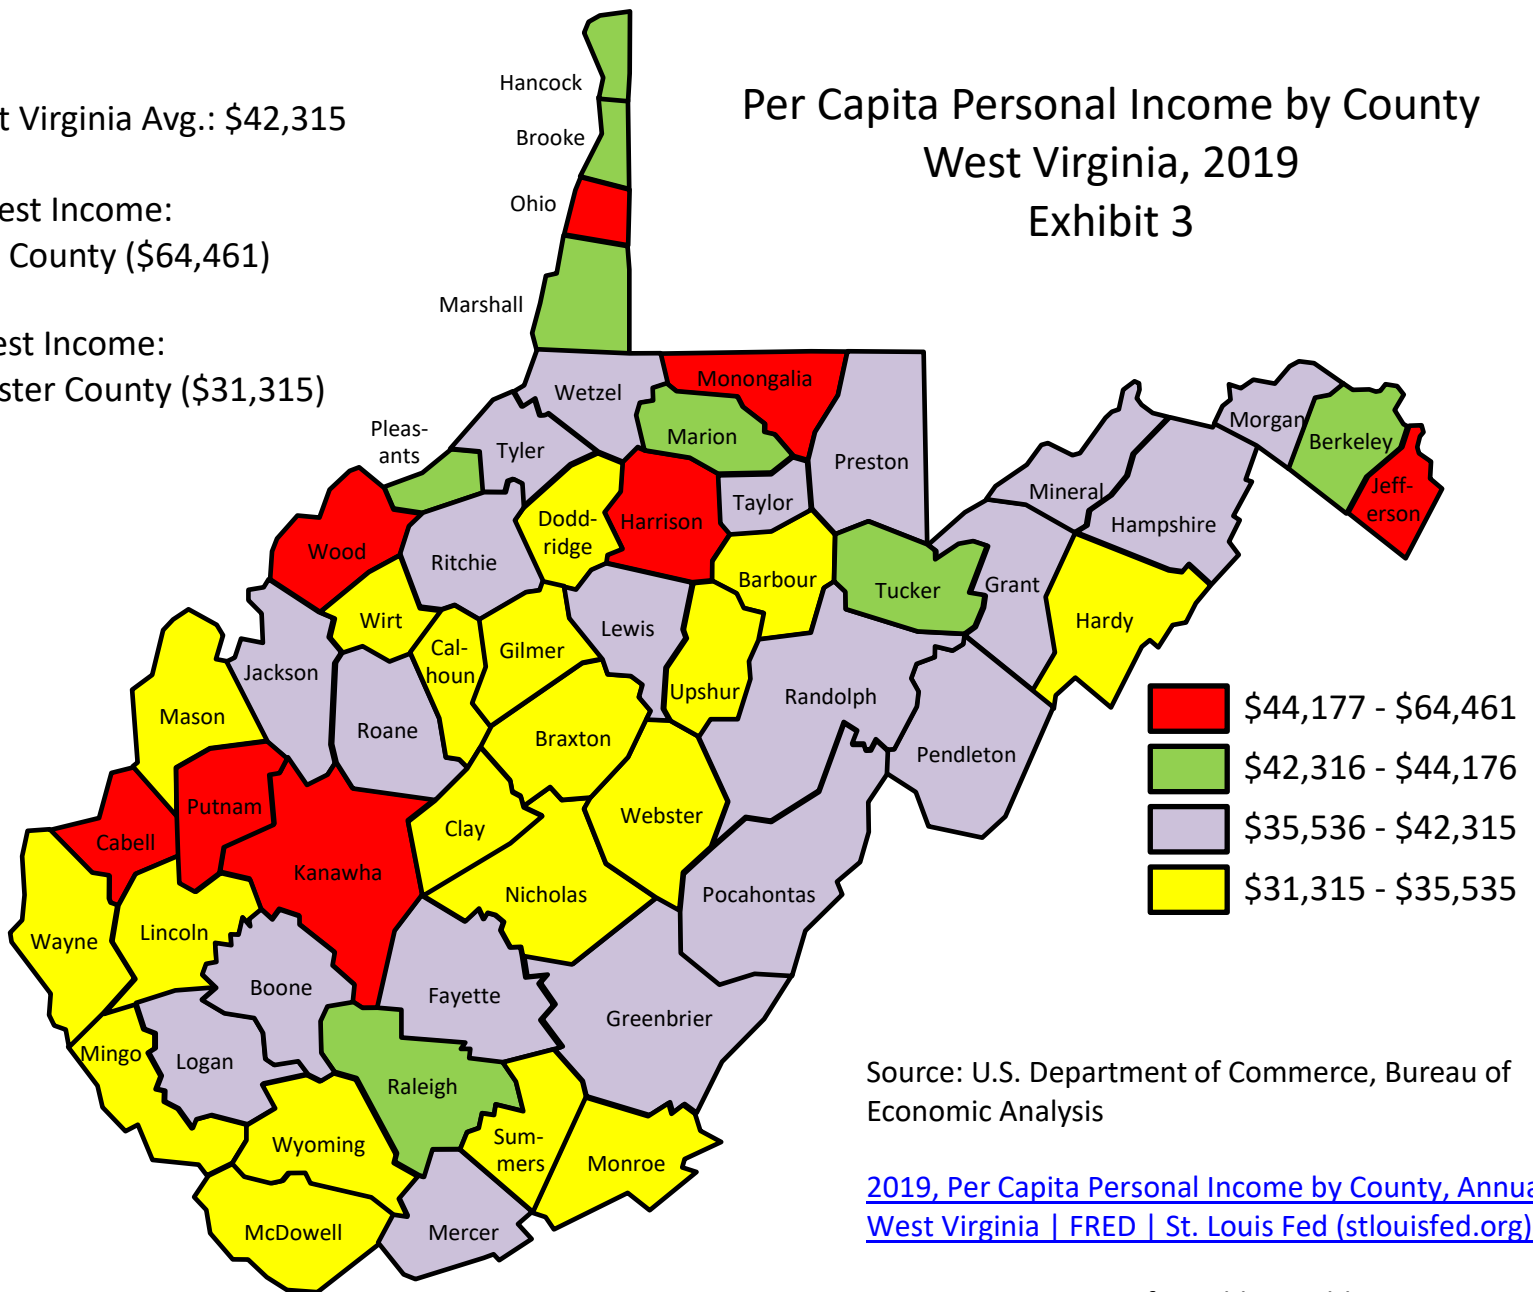 Per Capita Personal Income by County
West Virginia, 2019
Exhibit 3
t Virginia Avg.: $42,315
est Income:
County ($64,461)
est Income:
ster County ($31,315)
Hancock
Brooke
Ohio
Marshall
Wetzel
Monongalia
Marion
Pleas-
ants
Tyler
Preston
Morgan
Berkeley
Jeff-
erson
Mineral
Hampshire
Wood
Ritchie
Dodd-
ridge
Harrison
Taylor
Barbour
Tucker
Grant
Hardy
Wirt
Cal-
houn
Gilmer
Lewis
Upshur
Randolph
Jackson
Mason
Roane
Braxton
Pendleton
Putnam
Cabell
Clay
Webster
Kanawha
Nicholas
Pocahontas
Wayne
Lincoln
Boone
Fayette
Greenbrier
Mingo
Logan
Raleigh
Wyoming
Sum-
mers
Monroe
McDowell
Mercer
$44,177 - $64,461
$42,316 - $44,176
$35,536 - $42,315
$31,315 - $35,535
Source: U.S. Department of Commerce, Bureau of
Economic Analysis
2019, Per Capita Personal Income by County, Annua
West Virginia | FRED | St. Louis Fed (stlouisfed.org)